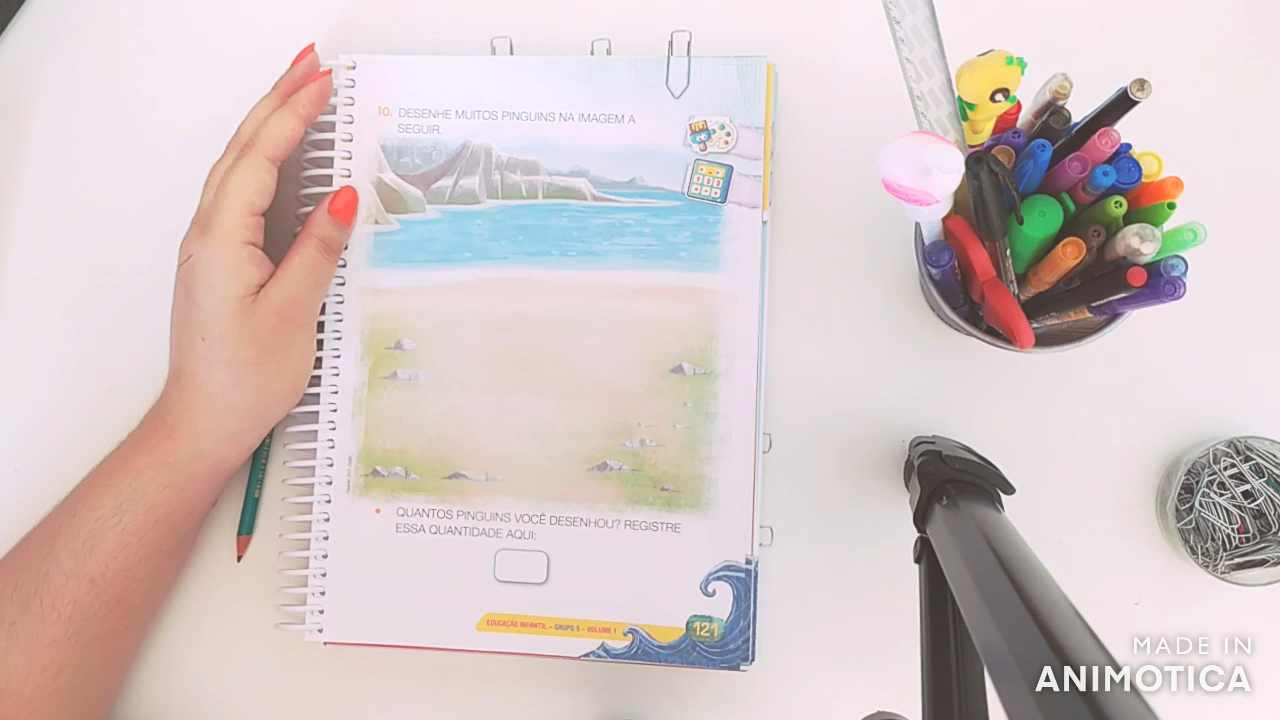 10. DESENHE MUITOS PINGUINS NA IMAGEM A
SEGUIR.
• QUANTOS PINGUINS VOCÊ DESENHOU? REGISTRE
ESSA QUANTIDADE AQUI:
EDUCAÇÃO INFANTIL – GRUPO 5 – VOLUME 1
121
MADE IN
ANIMOTICA